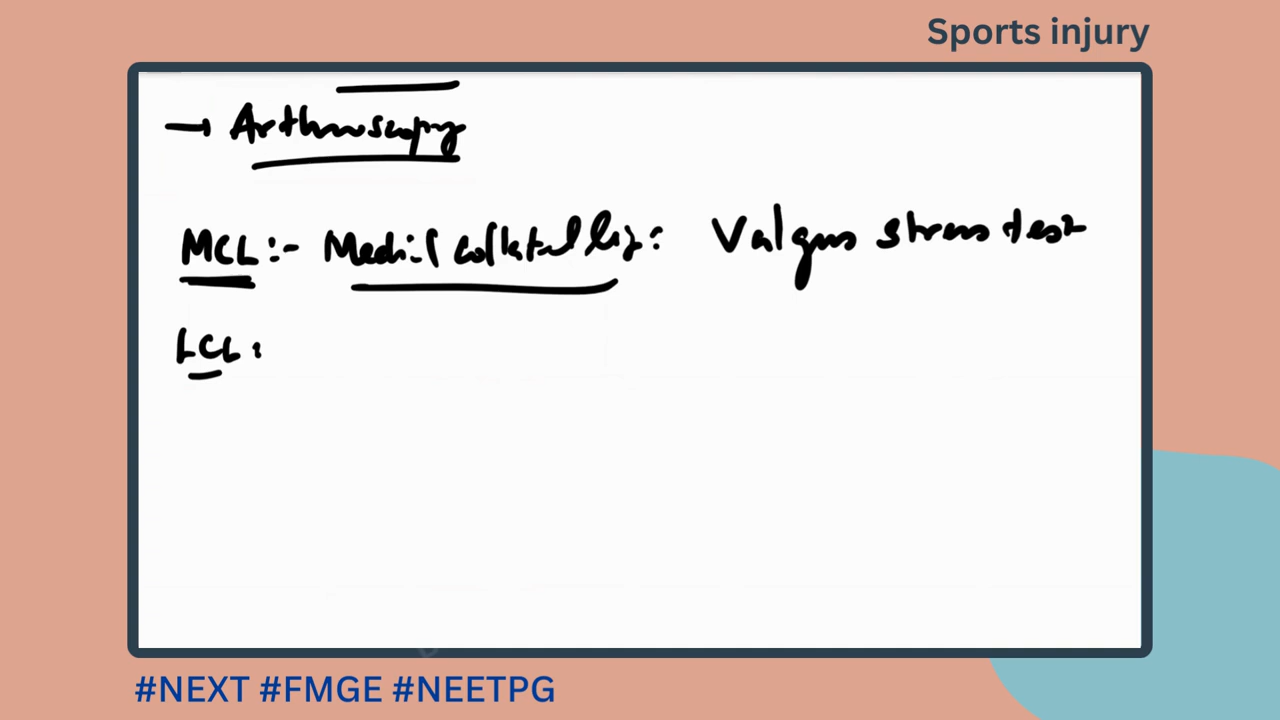 Sports injury
→ Arthroscopy
MCL:- Medial collateral lig: Valgus stress test
LCL:
#NEXT #FMGE #NEETPG